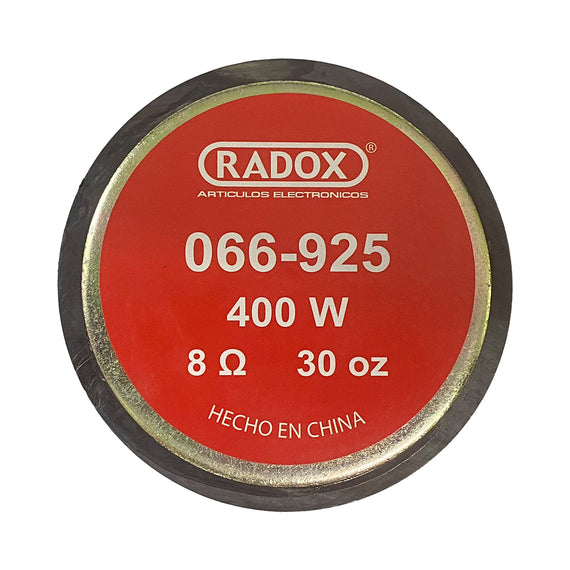 RADOX®
ARTICULOS ELECTRONICOS
066-925
400 W
8 Ω 30 oz
HECHO EN CHINA